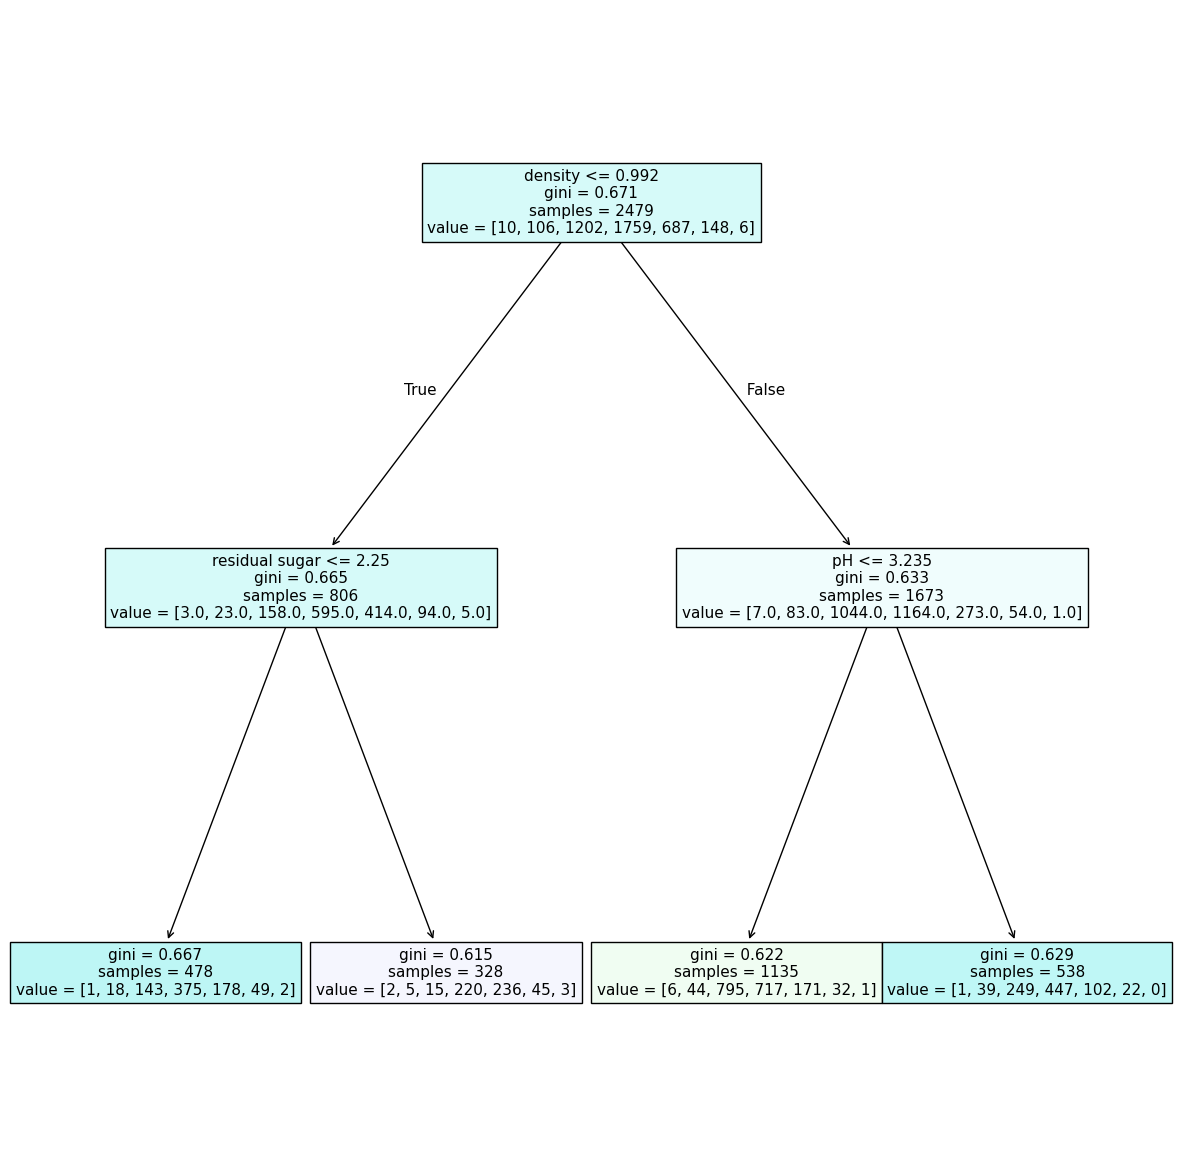 density <= 0.992
gini = 0.671
samples = 2479
value = [10, 106, 1202, 1759, 687, 148, 6]
True
False
residual sugar <= 2.25
gini = 0.665
samples = 806
value = [3.0, 23.0, 158.0, 595.0, 414.0, 94.0, 5.0]
pH <= 3.235
gini = 0.633
samples = 1673
value = [7.0, 83.0, 1044.0, 1164.0, 273.0, 54.0, 1.0]
gini = 0.667
samples = 478
value = [1, 18, 143, 375, 178, 49, 2]
gini = 0.615
samples = 328
value = [2, 5, 15, 220, 236, 45, 3]
gini = 0.622
samples = 1135
value = [6, 44, 795, 717, 171, 32, 1]
gini = 0.629
samples = 538
value = [1, 39, 249, 447, 102, 22, 0]